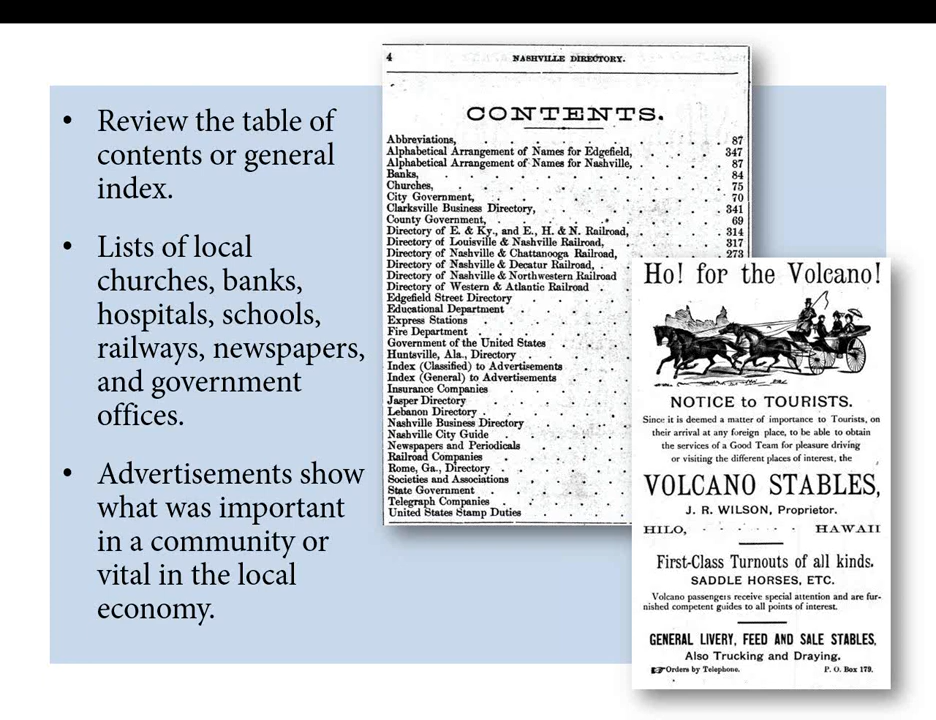 • Review the table of
contents or general
index.
• Lists of local
churches, banks,
hospitals, schools,
railways, newspapers,
and government
offices.
• Advertisements show
what was important
in a community or
vital in the local
economy.
4 NASHVILLE DIRECTORY.
CONTENTS.
Abbreviations, 87
Alphabetical Arrangement of Names for Edgefield, 347
Alphabetical Arrangement of Names for Nashville, 87
Banks, 84
Churches, 75
City Government, 70
Clarksville Business Directory, 341
County Government, 69
Directory of E. & Ky., and E., H. & N. Railroad, 314
Directory of Louisville & Nashville Railroad, 317
Directory of Nashville & Chattanooga Railroad, 273
Directory of Nashville & Decatur Railroad,
Directory of Nashville & Northwestern Railroad
Directory of Western & Atlantic Railroad
Edgefield Street Directory
Educational Department
Express Stations
Fire Department
Government of the United States
Huntsville, Ala., Directory
Index (Classified) to Advertisements
Index (General) to Advertisements
Insurance Companies
Jasper Directory
Lebanon Directory
Nashville Business Directory
Nashville City Guide
Newspapers and Periodicals
Railroad Companies
Rome, Ga., Directory
Societies and Associations
State Government
Telegraph Companies
United States Stamp Duties
Ho! for the Volcano!
NOTICE to TOURISTS.
Since it is deemed a matter of importance to Tourists, on
their arrival at any foreign place, to be able to obtain
the services of a Good Team for pleasure driving
or visiting the different places of interest, the
VOLCANO STABLES,
J. R. WILSON, Proprietor.
HILO, - - - - - HAWAII
First-Class Turnouts of all kinds.
SADDLE HORSES, ETC.
Volcano passengers receive special attention and are fur-
nished competent guides to all points of interest.
GENERAL LIVERY, FEED AND SALE STABLES,
Also Trucking and Draying.
☞Orders by Telephone. P. O. Box 179.